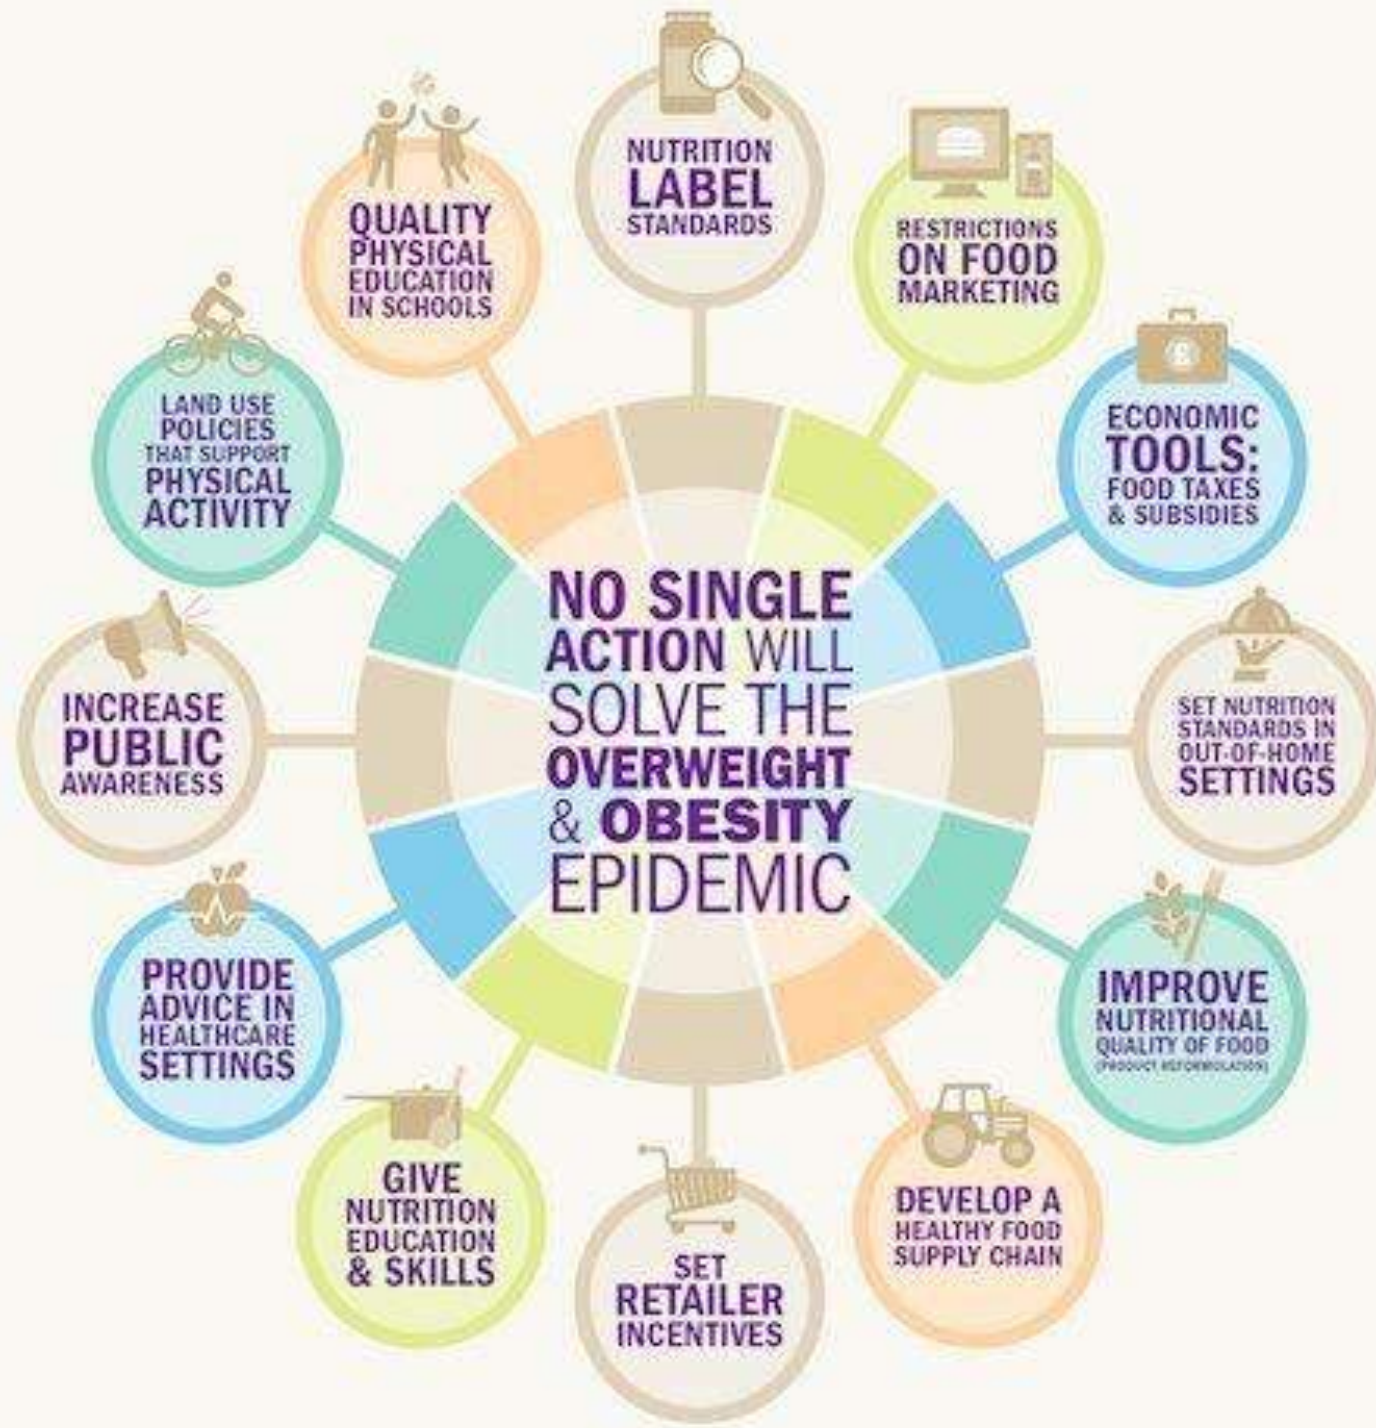 NUTRITION
LABEL
STANDARDS
RESTRICTIONS
ON FOOD
MARKETING
ECONOMIC
TOOLS:
FOOD TAXES
& SUBSIDIES
SET NUTRITION
STANDARDS IN
OUT-OF-HOME
SETTINGS
IMPROVE
NUTRITIONAL
QUALITY OF FOOD
(PRODUCT REFORMULATION)
DEVELOP A
HEALTHY FOOD
SUPPLY CHAIN
SET
RETAILER
INCENTIVES
GIVE
NUTRITION
EDUCATION
& SKILLS
PROVIDE
ADVICE IN
HEALTHCARE
SETTINGS
INCREASE
PUBLIC
AWARENESS
LAND USE
POLICIES
THAT SUPPORT
PHYSICAL
ACTIVITY
QUALITY
PHYSICAL
EDUCATION
IN SCHOOLS
NO SINGLE
ACTION WILL
SOLVE THE
OVERWEIGHT
& OBESITY
EPIDEMIC